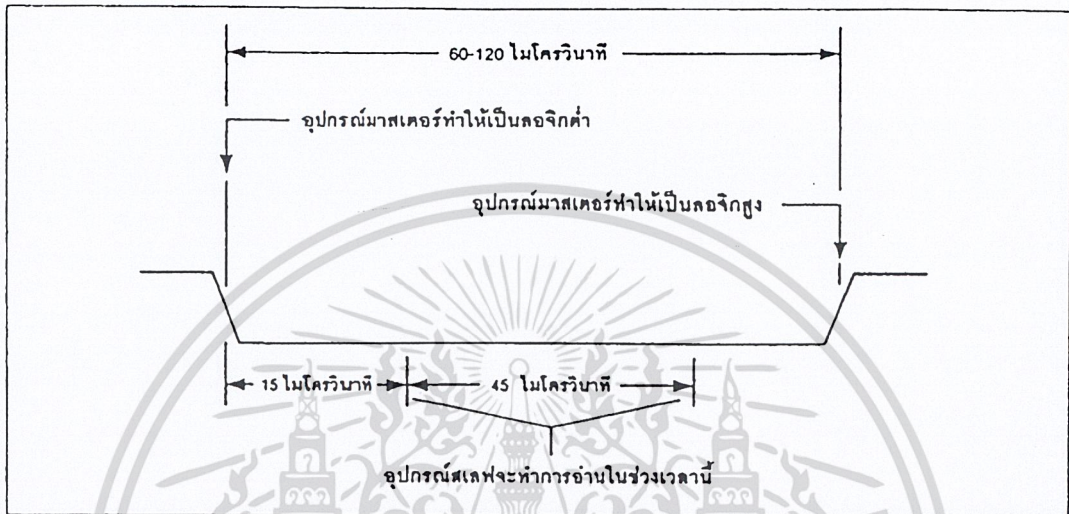 60-120 ไมโครวินาที
อุปกรณ์มาสเตอร์ทำให้เป็นลอจิกต่ำ
อุปกรณ์มาสเตอร์ทำให้เป็นลอจิกสูง
15 ไมโครวินาที
45 ไมโครวินาที
อุปกรณ์สเลฟจะทำการอ่านในช่วงเวลานี้